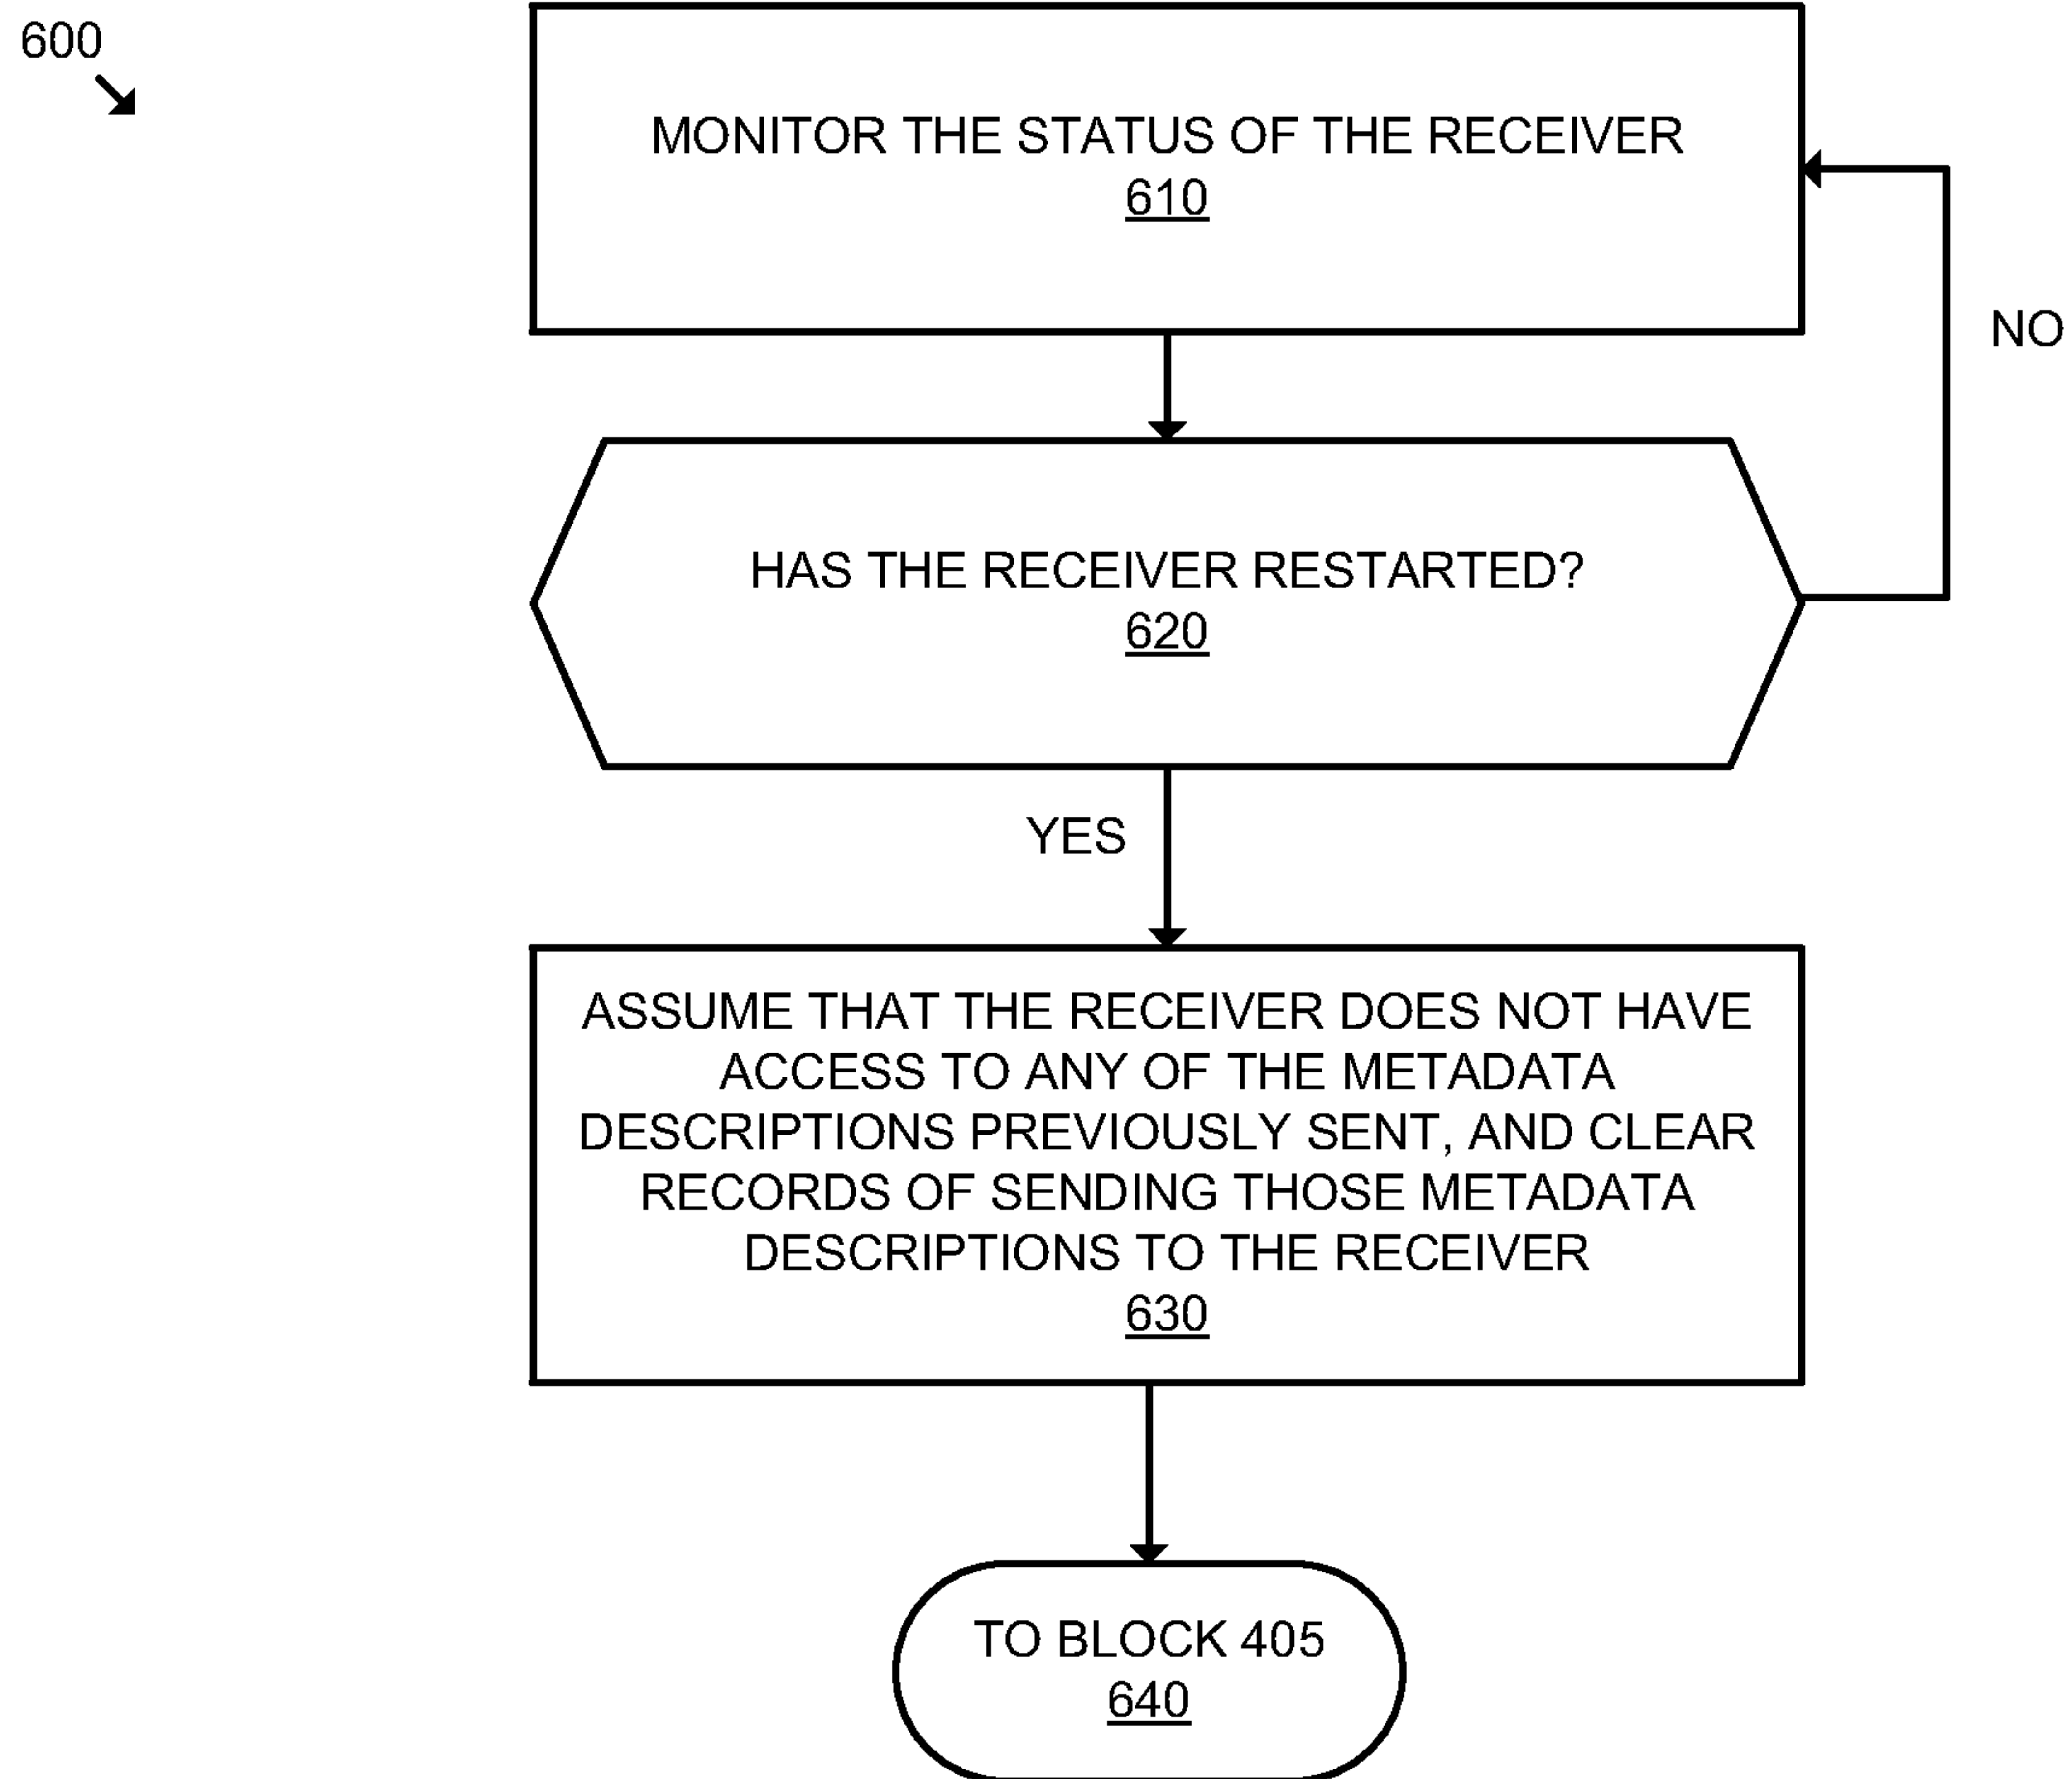 600
MONITOR THE STATUS OF THE RECEIVER
610
NO
HAS THE RECEIVER RESTARTED?
620
YES
ASSUME THAT THE RECEIVER DOES NOT HAVE
ACCESS TO ANY OF THE METADATA
DESCRIPTIONS PREVIOUSLY SENT, AND CLEAR
RECORDS OF SENDING THOSE METADATA
DESCRIPTIONS TO THE RECEIVER
630
TO BLOCK 405
640